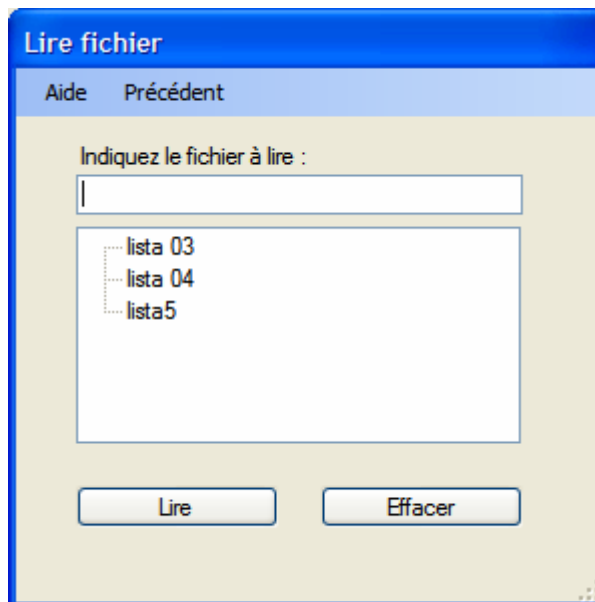 Lire fichier
Aide Précédent
Indiquez le fichier à lire :
lista 03
lista 04
lista5
Lire Effacer